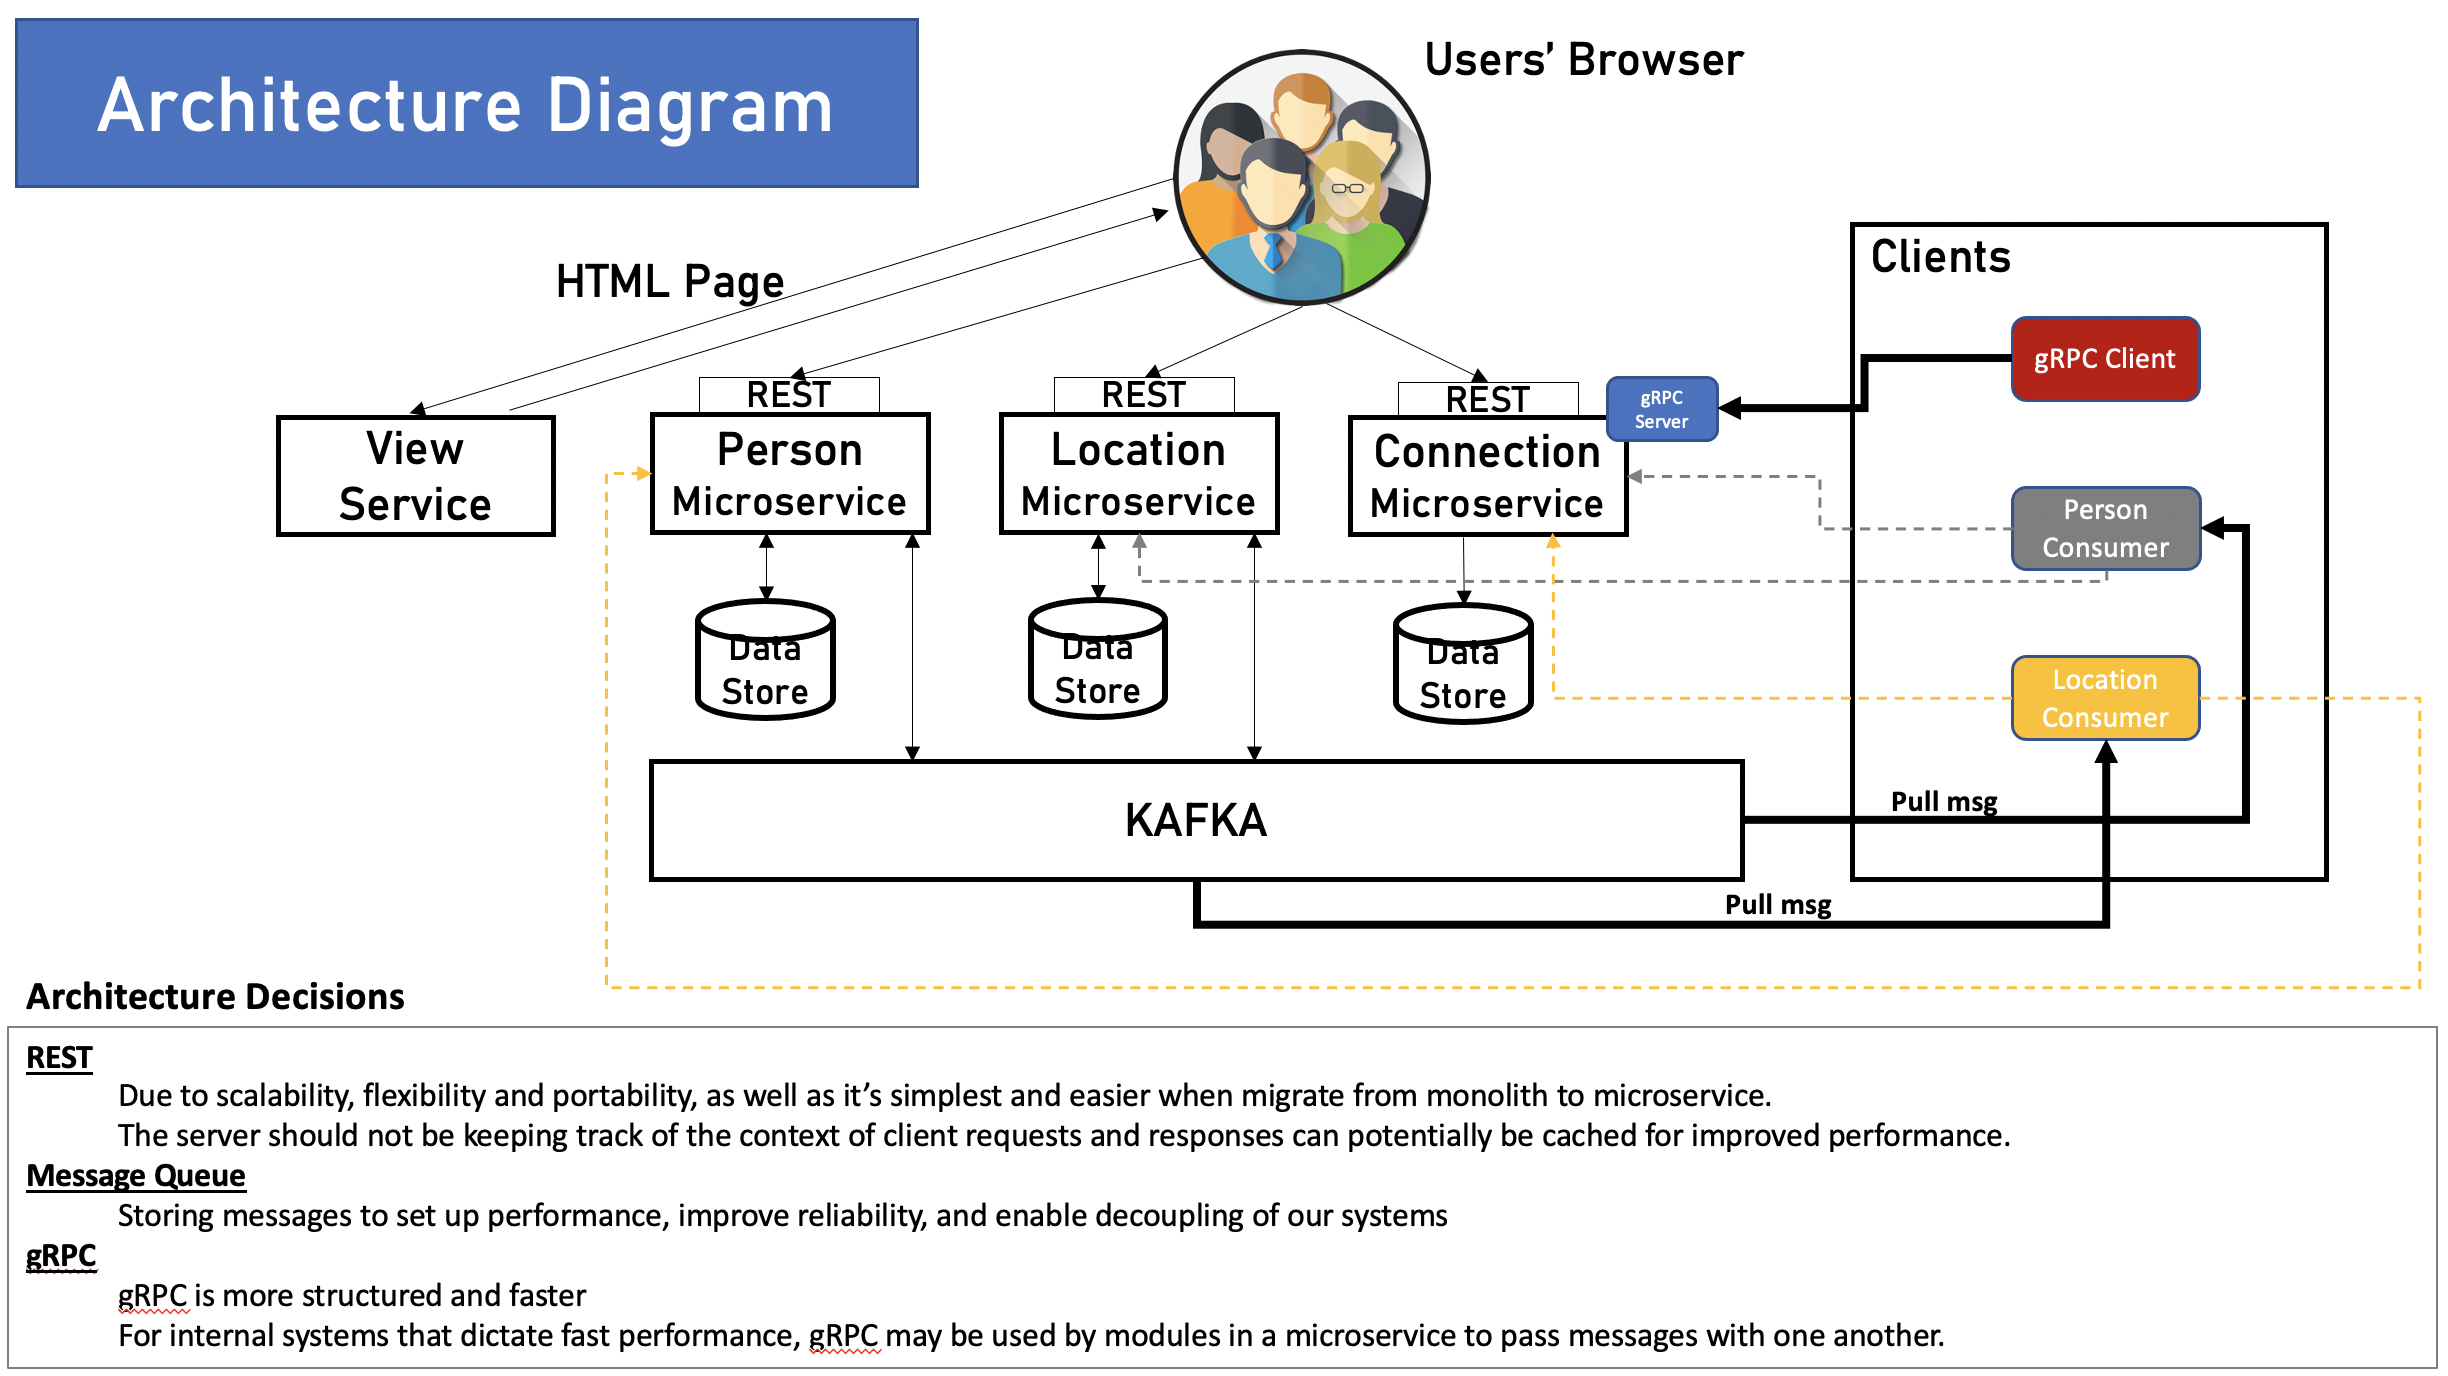 Architecture Diagram
Users’ Browser
HTML Page
Clients
gRPC Client
REST
REST
REST
gRPC
Server
View
Service
Person
Microservice
Location
Microservice
Connection
Microservice
Person
Consumer
Data
Store
Data
Store
Data
Store
Location
Consumer
KAFKA
Pull msg
Pull msg
Architecture Decisions
REST
Due to scalability, flexibility and portability, as well as it’s simplest and easier when migrate from monolith to microservice.
The server should not be keeping track of the context of client requests and responses can potentially be cached for improved performance.
Message Queue
Storing messages to set up performance, improve reliability, and enable decoupling of our systems
gRPC
gRPC is more structured and faster
For internal systems that dictate fast performance, gRPC may be used by modules in a microservice to pass messages with one another.